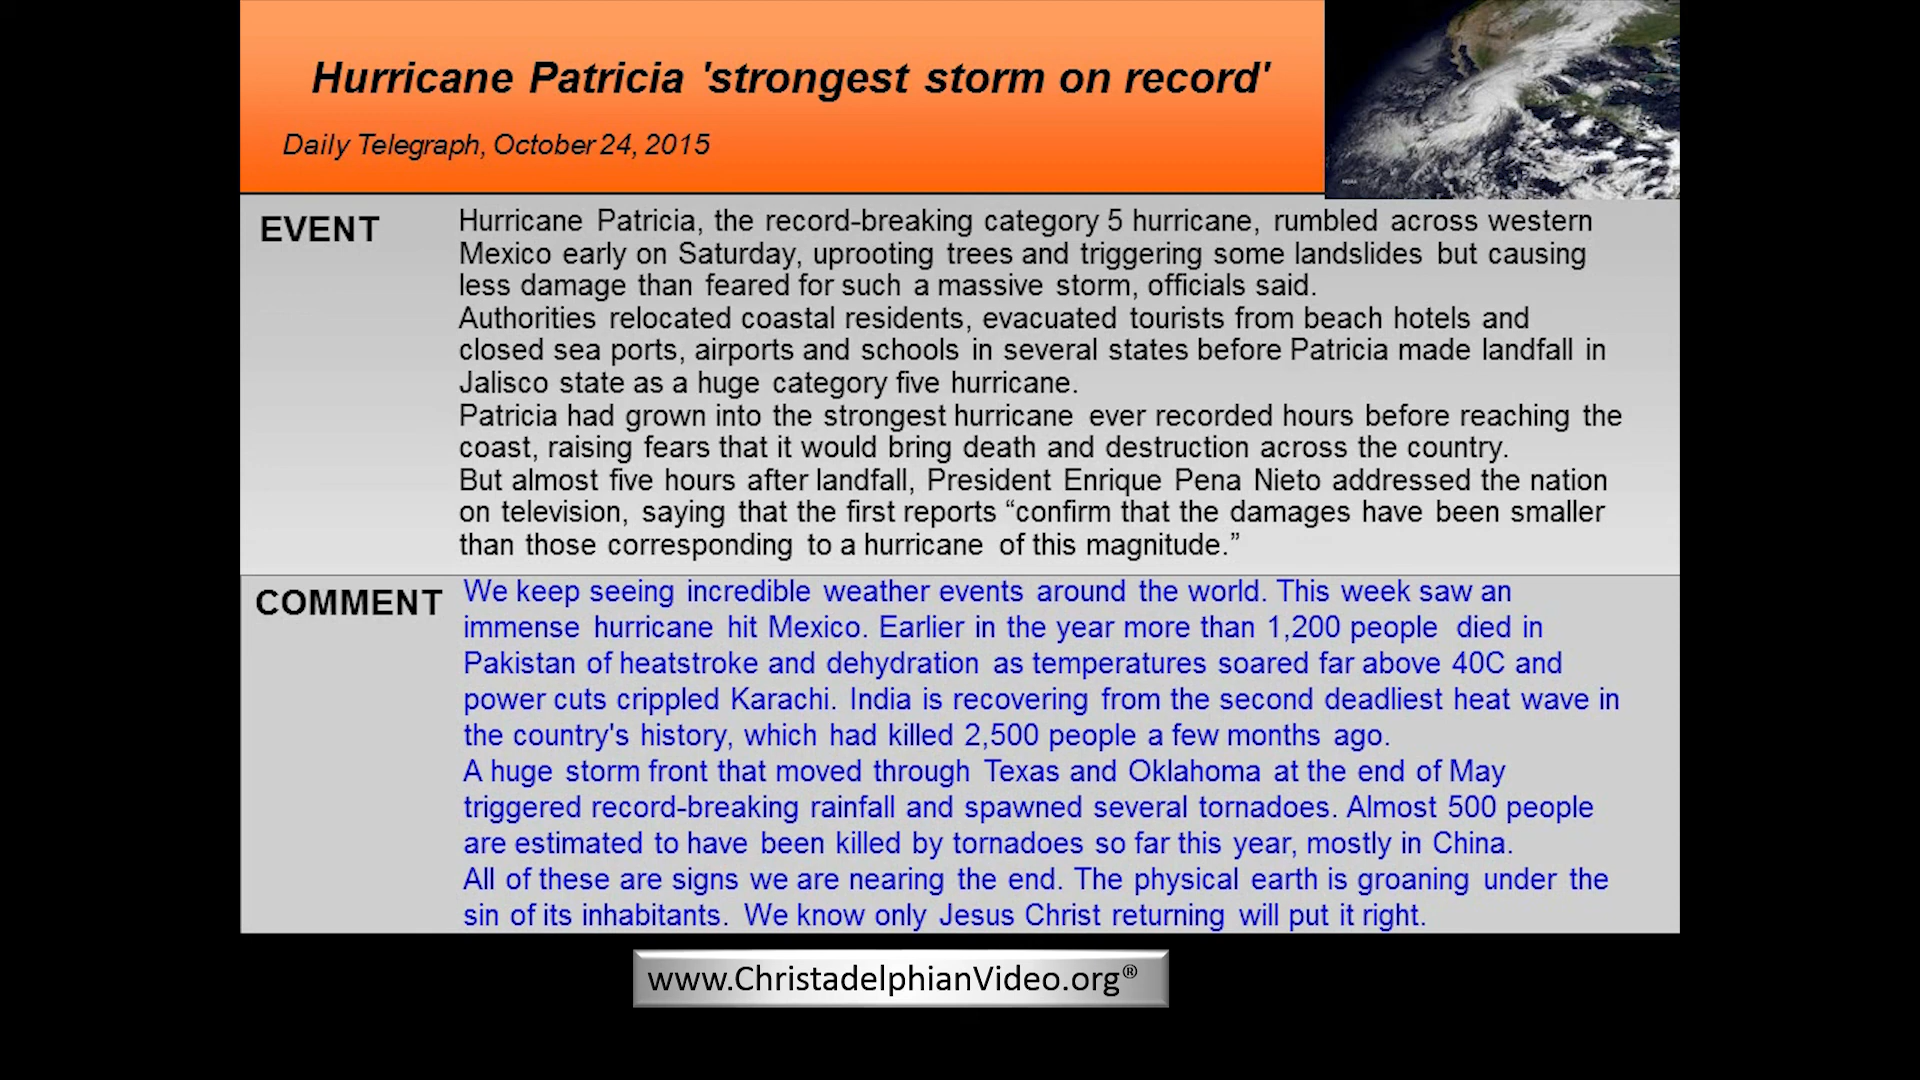 Hurricane Patricia 'strongest storm on record'
Daily Telegraph, October 24, 2015
EVENT
Hurricane Patricia, the record-breaking category 5 hurricane, rumbled across western
Mexico early on Saturday, uprooting trees and triggering some landslides but causing
less damage than feared for such a massive storm, officials said.
Authorities relocated coastal residents, evacuated tourists from beach hotels and
closed sea ports, airports and schools in several states before Patricia made landfall in
Jalisco state as a huge category five hurricane.
Patricia had grown into the strongest hurricane ever recorded hours before reaching the
coast, raising fears that it would bring death and destruction across the country.
But almost five hours after landfall, President Enrique Pena Nieto addressed the nation
on television, saying that the first reports “confirm that the damages have been smaller
than those corresponding to a hurricane of this magnitude.”
COMMENT
We keep seeing incredible weather events around the world. This week saw an
immense hurricane hit Mexico. Earlier in the year more than 1,200 people died in
Pakistan of heatstroke and dehydration as temperatures soared far above 40C and
power cuts crippled Karachi. India is recovering from the second deadliest heat wave in
the country's history, which had killed 2,500 people a few months ago.
A huge storm front that moved through Texas and Oklahoma at the end of May
triggered record-breaking rainfall and spawned several tornadoes. Almost 500 people
are estimated to have been killed by tornadoes so far this year, mostly in China.
All of these are signs we are nearing the end. The physical earth is groaning under the
sin of its inhabitants. We know only Jesus Christ returning will put it right.
www.ChristadelphianVideo.org®